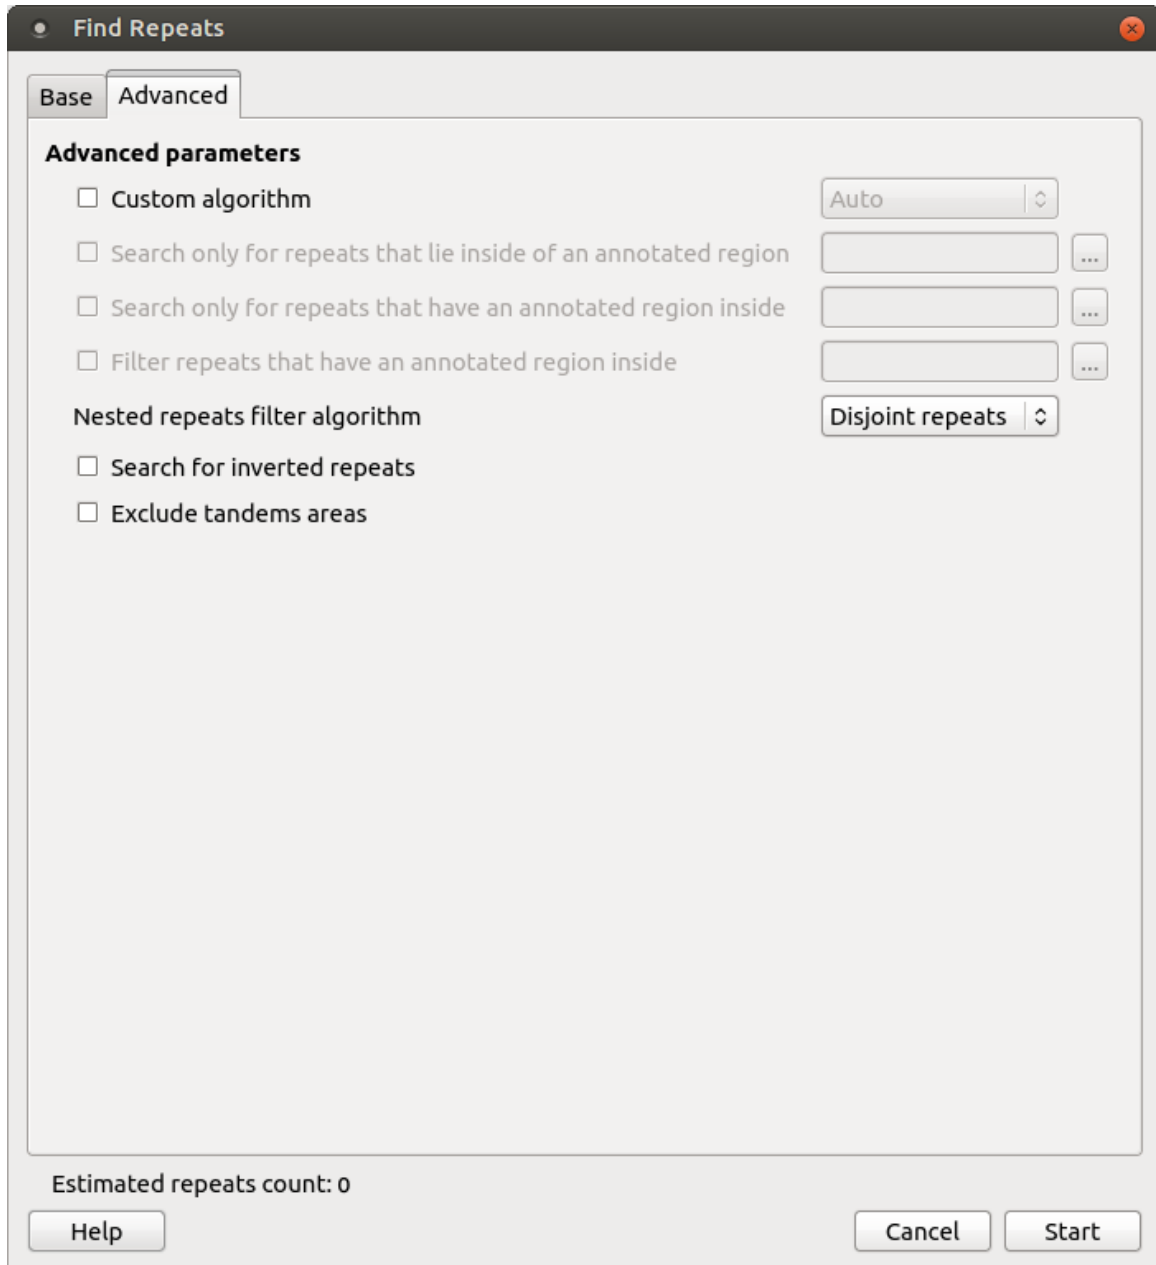 Find Repeats
Base Advanced
Advanced parameters
Custom algorithm Auto
Search only for repeats that lie inside of an annotated region ...
Search only for repeats that have an annotated region inside ...
Filter repeats that have an annotated region inside ...
Nested repeats filter algorithm Disjoint repeats
Search for inverted repeats
Exclude tandems areas
Estimated repeats count: 0
Help Cancel Start